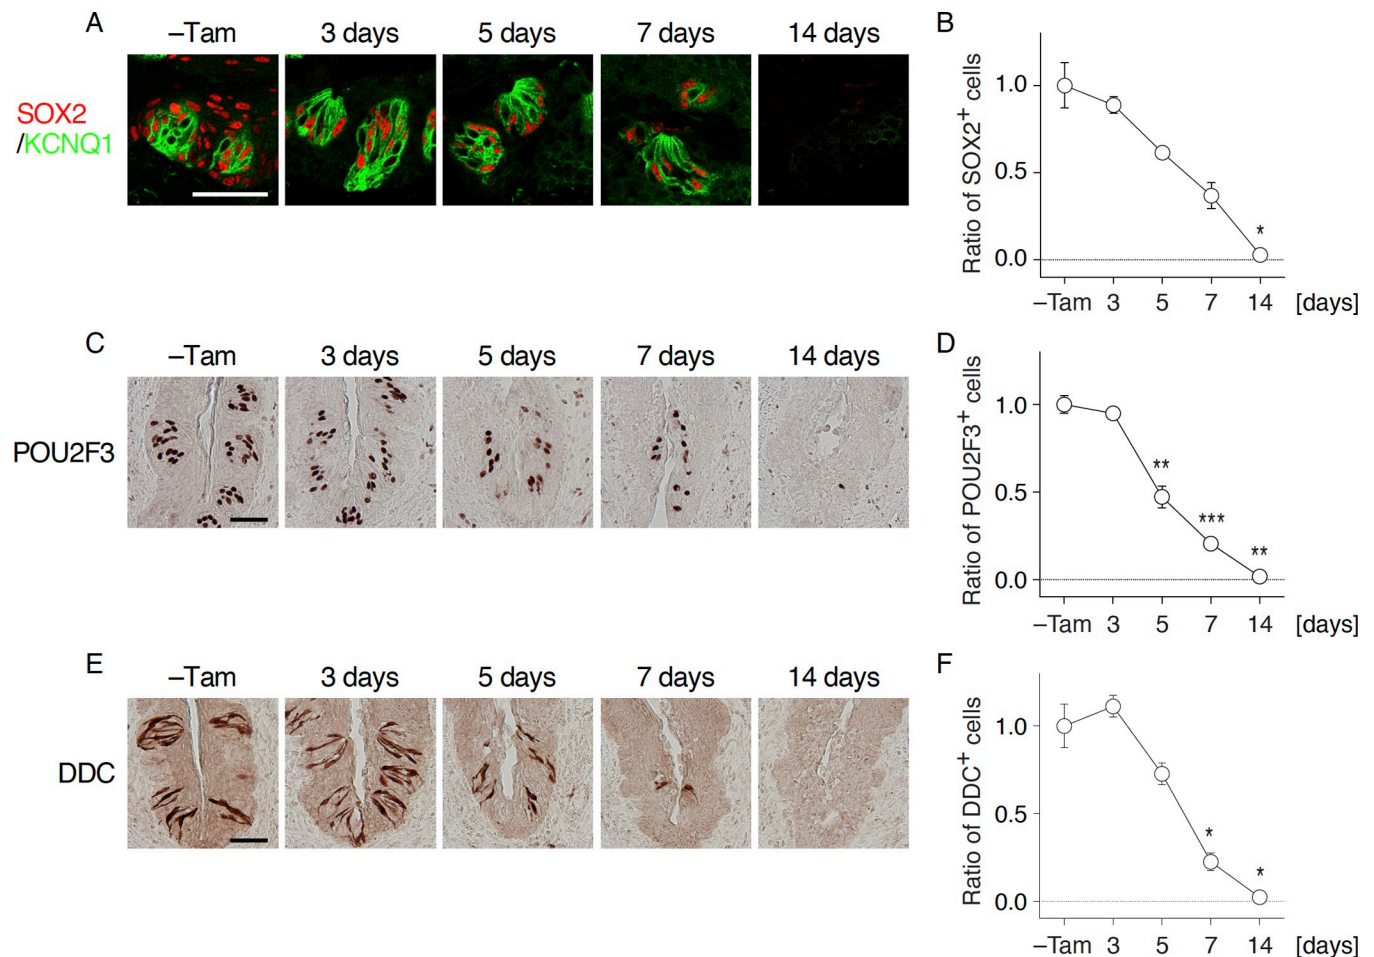 A
–Tam
3 days
5 days
7 days
14 days
SOX2
/KCNQ1
B
Ratio of SOX2+ cells
1.0
0.5
0.0
*
–Tam 3 5 7 14 [days]
C
–Tam
3 days
5 days
7 days
14 days
POU2F3
D
Ratio of POU2F3+ cells
1.0
0.5
0.0
**
***
**
–Tam 3 5 7 14 [days]
E
–Tam
3 days
5 days
7 days
14 days
DDC
F
Ratio of DDC+ cells
1.0
0.5
0.0
*
*
–Tam 3 5 7 14 [days]